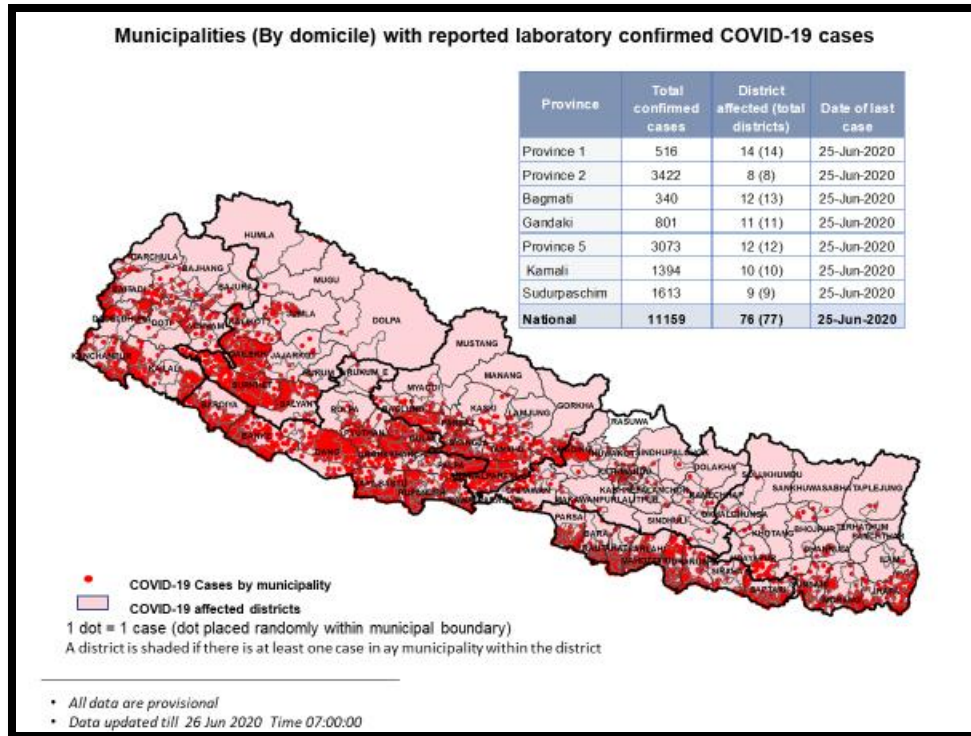 Municipalities (By domicile) with reported laboratory confirmed COVID-19 cases
Province Total confirmed cases District affected (total districts) Date of last case
Province 1 516 14 (14) 25-Jun-2020
Province 2 3422 8 (8) 25-Jun-2020
Bagmati 340 12 (13) 25-Jun-2020
Gandaki 801 11 (11) 25-Jun-2020
Province 5 3073 12 (12) 25-Jun-2020
Karnali 1394 10 (10) 25-Jun-2020
Sudurpaschim 1613 9 (9) 25-Jun-2020
National 11159 76 (77) 25-Jun-2020
HUMLA
DARCHULA
BAJHANG
MUGU
BAJURA
DOLPA
MUSTANG
MANANG
JAJARKOT
RUKUM E
MYAGDI
KASKI
LAMJUNG
GORKHA
RASUWA
DOLAKHA
SOLUKHUMBU
SANKHUWASABHA
TAPLEJUNG
KANCHANPUR
KAILALI
SALYAN
BARDIYA
BANKE
DANG
MAKAWANPUR
LALITPUR
SINDHULI
KHOTANG
BHOJPUR
TERHATHUM
PARSA
BARA
SIRAHA
COVID-19 Cases by municipality
COVID-19 affected districts
1 dot = 1 case (dot placed randomly within municipal boundary)
A district is shaded if there is at least one case in ay municipality within the district
• All data are provisional
• Data updated till 26 Jun 2020 Time 07:00:00